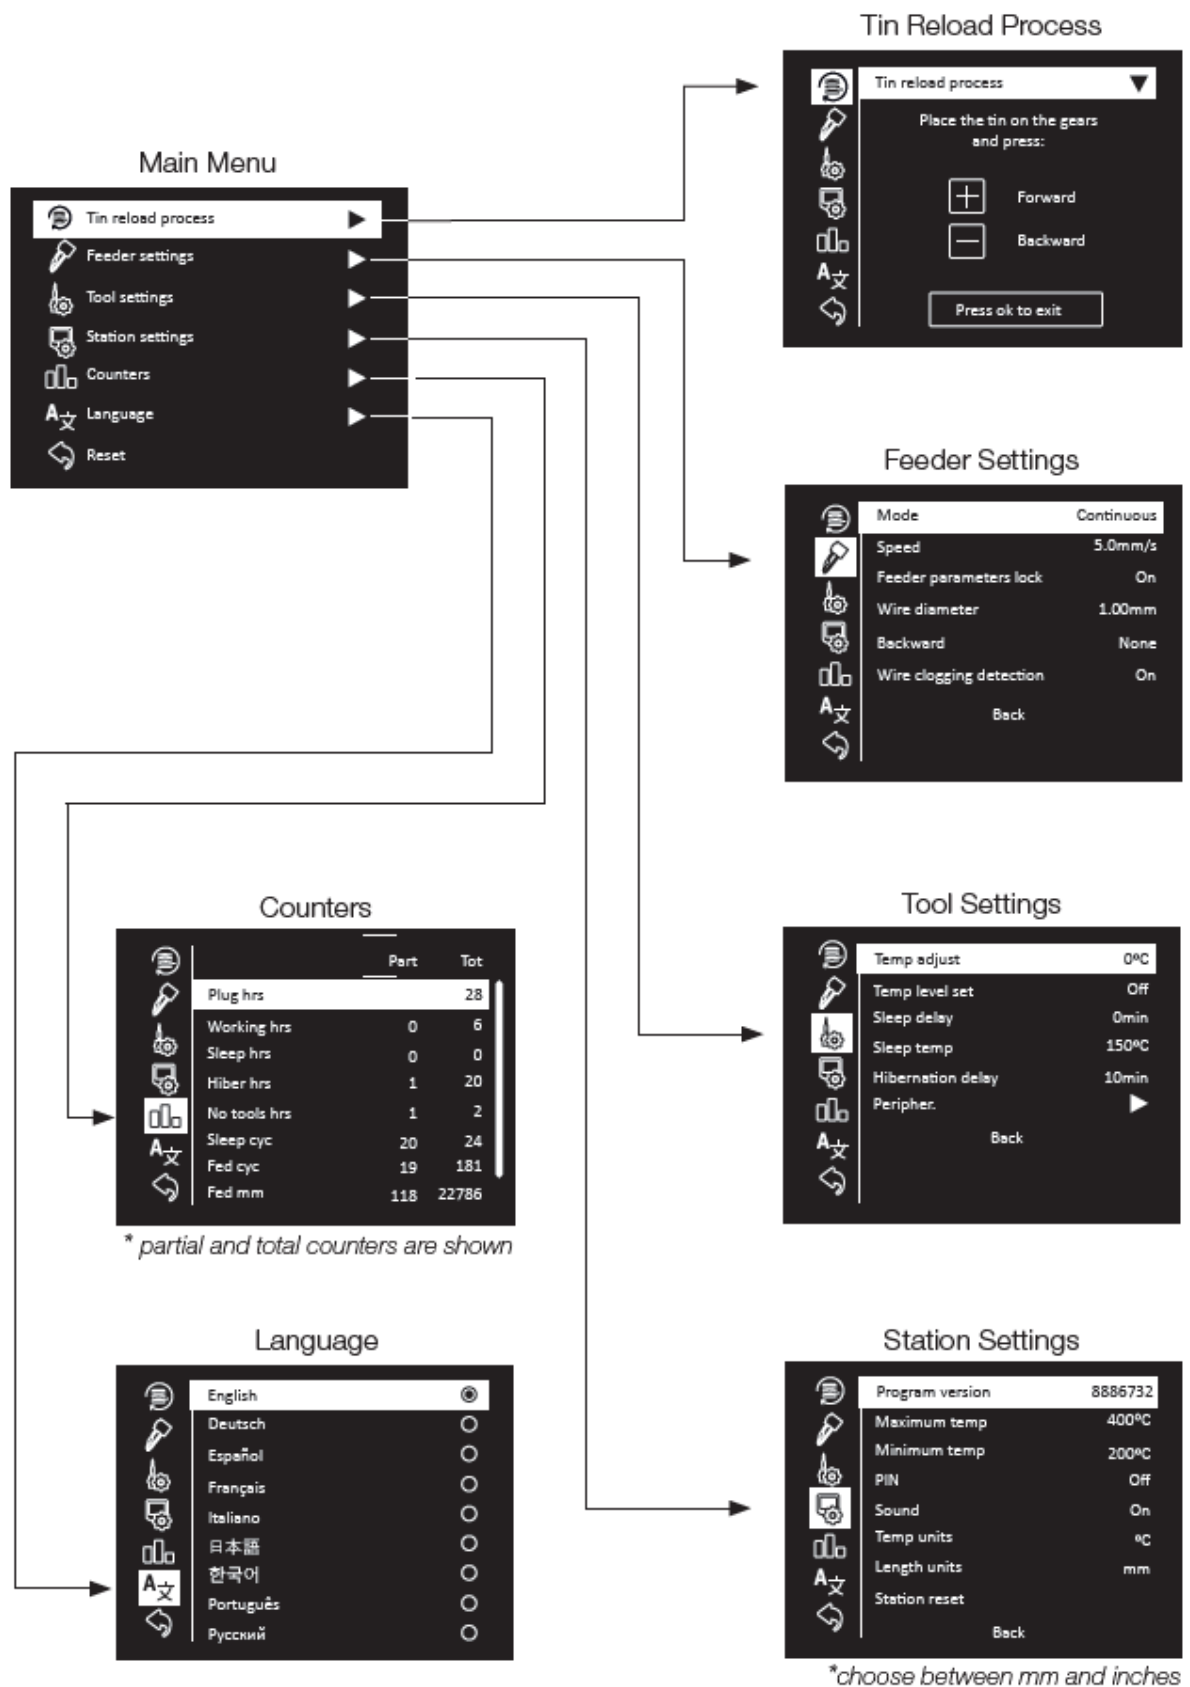 Tin Reload Process
Tin reload process
Place the tin on the gears
and press:
Forward
Backward
Press ok to exit
Main Menu
Tin reload process
Feeder settings
Tool settings
Station settings
Counters
Language
Reset
Feeder Settings
Mode Continuous
Speed 5.0mm/s
Feeder parameters lock On
Wire diameter 1.00mm
Backward None
Wire clogging detection On
Back
Counters
Part Tot
Plug hrs 28
Working hrs 0 6
Sleep hrs 0 0
Hiber hrs 1 20
No tools hrs 1 2
Sleep cyc 20 24
Fed cyc 19 181
Fed mm 118 22786
* partial and total counters are shown
Tool Settings
Temp adjust 0ºC
Temp level set Off
Sleep delay 0min
Sleep temp 150ºC
Hibernation delay 10min
Peripher.
Back
Language
English
Deutsch
Español
Français
Italiano
日本語
한국어
Português
Русский
Station Settings
Program version 8886732
Maximum temp 400ºC
Minimum temp 200ºC
PIN Off
Sound On
Temp units ºC
Length units mm
Station reset
Back
*choose between mm and inches